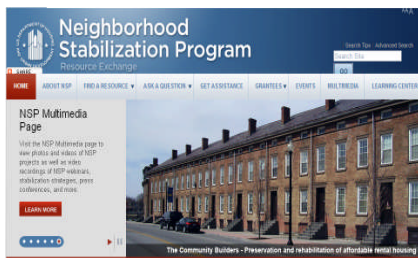 Neighborhood
Stabilization Program
Resource Exchange
Search Tips Advanced Search
Search Site
GO
SHARE
HOME ABOUT NSP FIND A RESOURCE ▼ ASK A QUESTION ▼ GET ASSISTANCE GRANTEES ▼ EVENTS MULTIMEDIA LEARNING CENTER
NSP Multimedia
Page
Visit the NSP Multimedia page to
view photos and videos of NSP
projects as well as video
recordings of NSP webinars,
stabilization strategies, press
conferences, and more.
LEARN MORE
The Community Builders - Preservation and rehabilitation of affordable rental housing